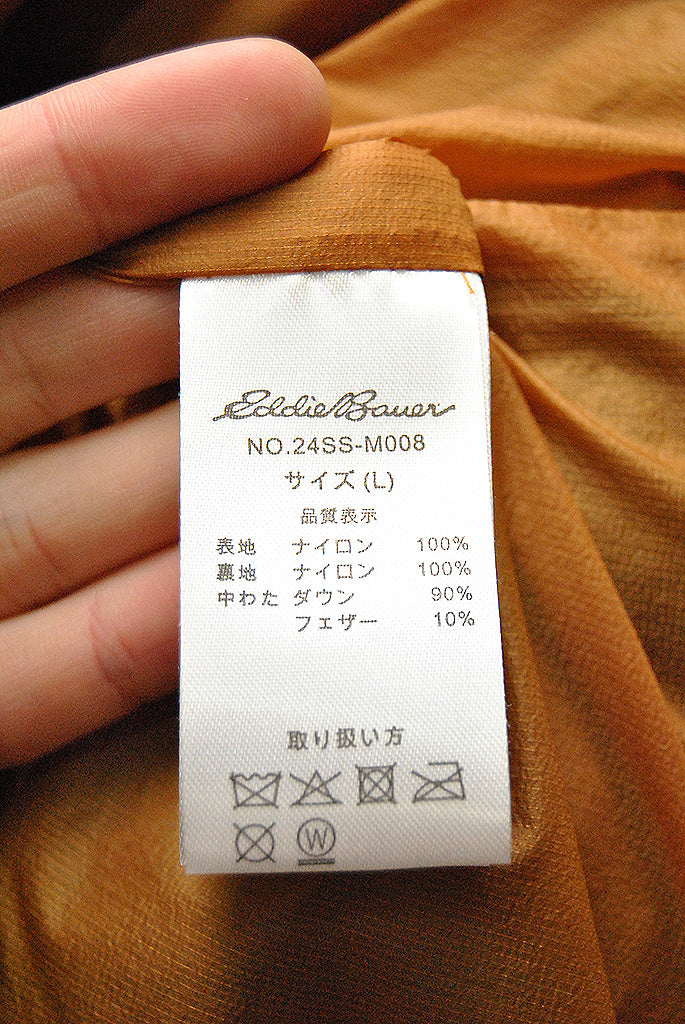 Eddie Bauer
NO.24SS-M008
サイズ(L)
品質表示
表地 ナイロン 100%
裏地 ナイロン 100%
中わた ダウン 90%
フェザー 10%
取り扱い方
W